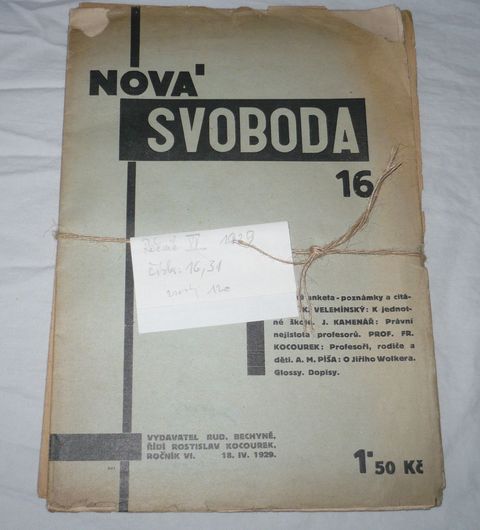 NOVÁ
SVOBODA
16
Ročník VI. 1929
čísla: 16, 31
anketa - poznámky a citá-
K. VELEMÍNSKÝ: K jednot-
né škole. J. KAMENÁŘ: Právní
nejistota profesorů. PROF. FR.
KOCOUREK: Profesoři, rodiče a
děti. A. M. PÍŠA: O Jiřího Wolkera.
Glossy. Dopisy.
VYDAVATEL RUD. BECHYNĚ.
ŘÍDÍ ROSTISLAV KOCOUREK.
ROČNÍK VI. 18. IV. 1929.
1·50 Kč